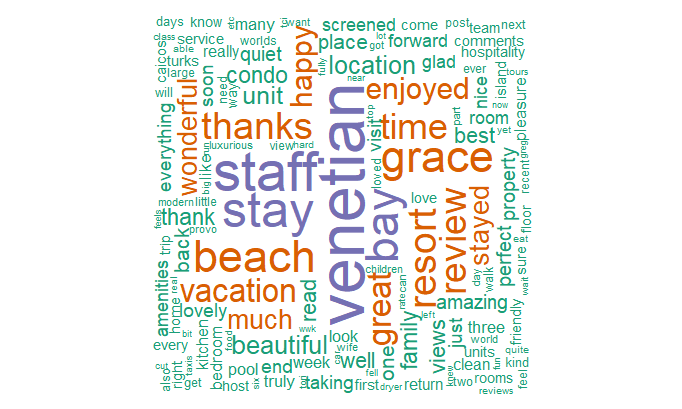 days know many want screened come post team next
class service etc place forward comments
able worlds quiet really lot got hospitality
caicos turks happy location glad ever tours
large condo fully enjoyed nice island
will soon need way unit near now pleasure
everything wonderful thanks venetian time part room yet
like luxurious view hard visit top best
big staff loved grace recent
modern little stay bay love property
feels thank provo children review stayed floor eat
trip back beach resort day walk perfect sure wait
amenities real vacation great rate can amazing
home lovely read left
bit much wwk look family views just three friendly
every kitchen food beautiful wife one world
taxis bedroom car well units quite
also right pool end week fell clean fun kind
get host six truly taking first dryer return knew two rooms feel
reviews